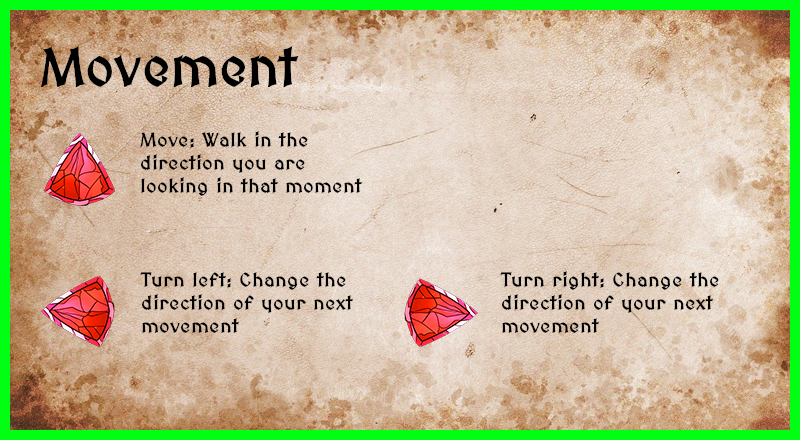 Movement
Move: Walk in the
direction you are
looking in that moment
Turn left: Change the
direction of your next
movement
Turn right: Change the
direction of your next
movement